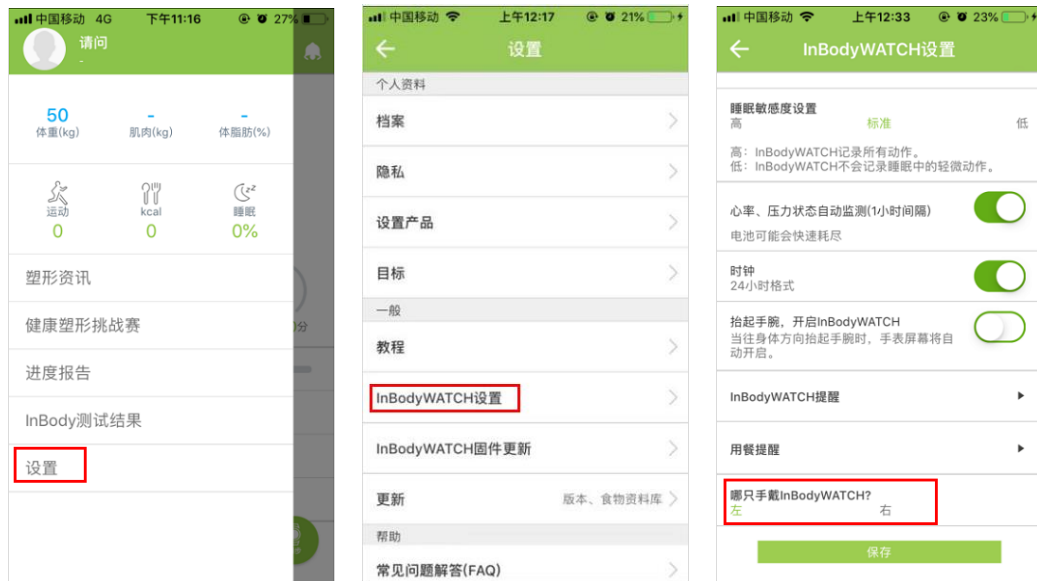 中国移动 4G 下午11:16 27%
请问
-
50 - -
体重(kg) 肌肉(kg) 体脂肪(%)
运动 kcal 睡眠
0 0 0%
塑形资讯
健康塑形挑战赛
进度报告
InBody测试结果
设置
分
中国移动 上午12:17 21%
设置
个人资料
档案
隐私
设置产品
目标
一般
教程
InBodyWATCH设置
InBodyWATCH固件更新
更新 版本、食物资料库
帮助
常见问题解答(FAQ)
中国移动 上午12:33 23%
InBodyWATCH设置
睡眠敏感度设置
高 标准 低
高：InBodyWATCH记录所有动作。
低：InBodyWATCH不会记录睡眠中的轻微动作。
心率、压力状态自动监测(1小时间隔)
电池可能会快速耗尽
时钟
24小时格式
抬起手腕，开启InBodyWATCH
当往身体方向抬起手腕时，手表屏幕将自
动开启。
InBodyWATCH提醒
用餐提醒
哪只手戴InBodyWATCH?
左 右
保存